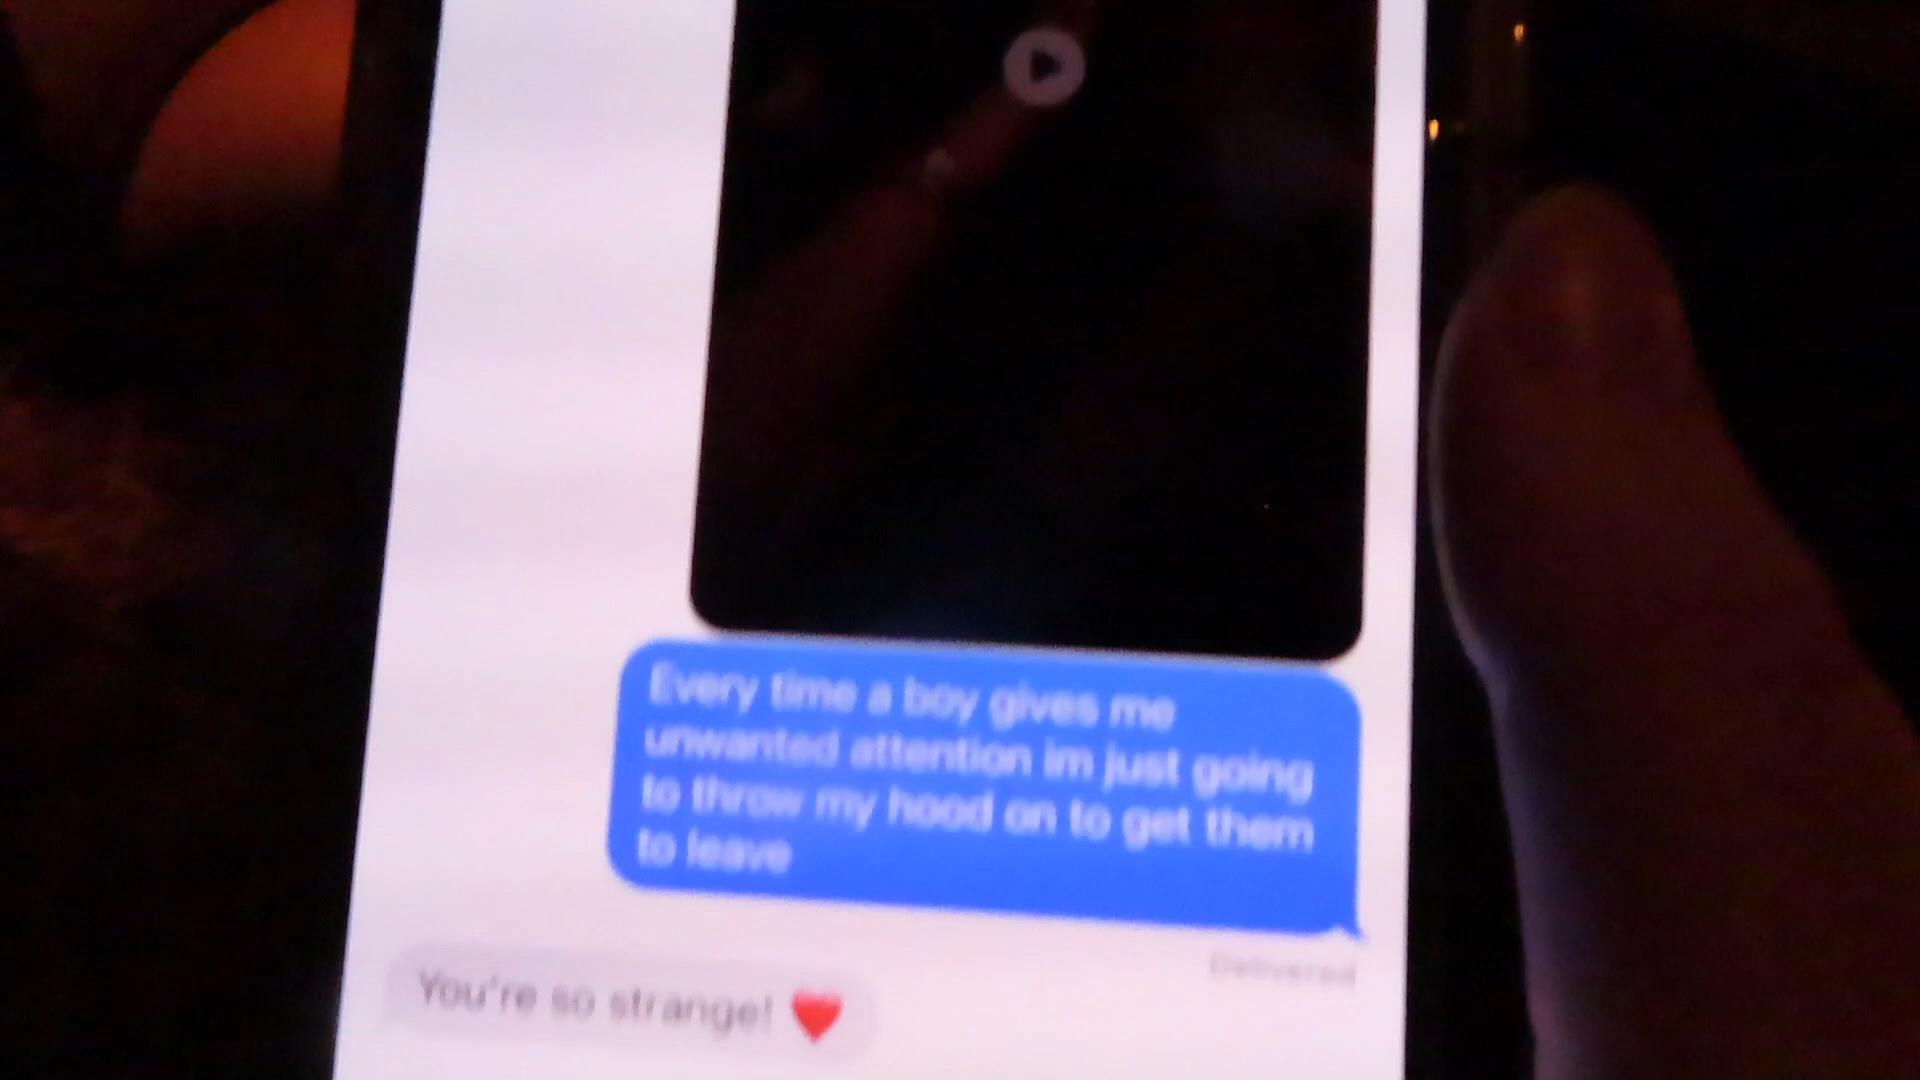 Every time a boy gives me
unwanted attention im just going
to throw my hood on to get them
to leave
Delivered
You're so strange! ❤️